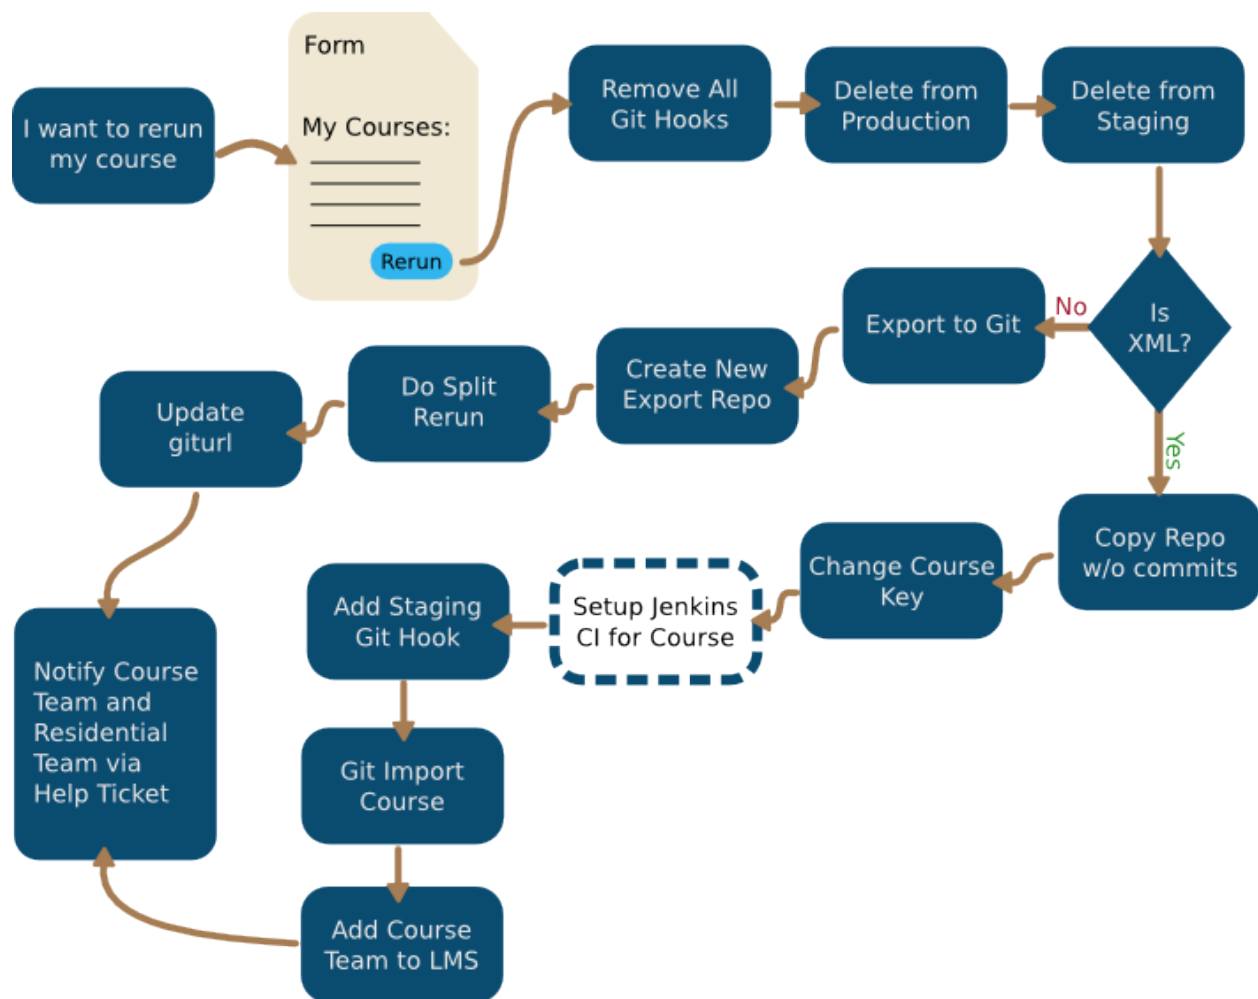 I want to rerun
my course
Form
My Courses:
Rerun
Remove All
Git Hooks
Delete from
Production
Delete from
Staging
Is
XML?
No
Export to Git
Create New
Export Repo
Do Split
Rerun
Update
giturl
Yes
Copy Repo
w/o commits
Change Course
Key
Setup Jenkins
CI for Course
Add Staging
Git Hook
Git Import
Course
Add Course
Team to LMS
Notify Course
Team and
Residential
Team via
Help Ticket